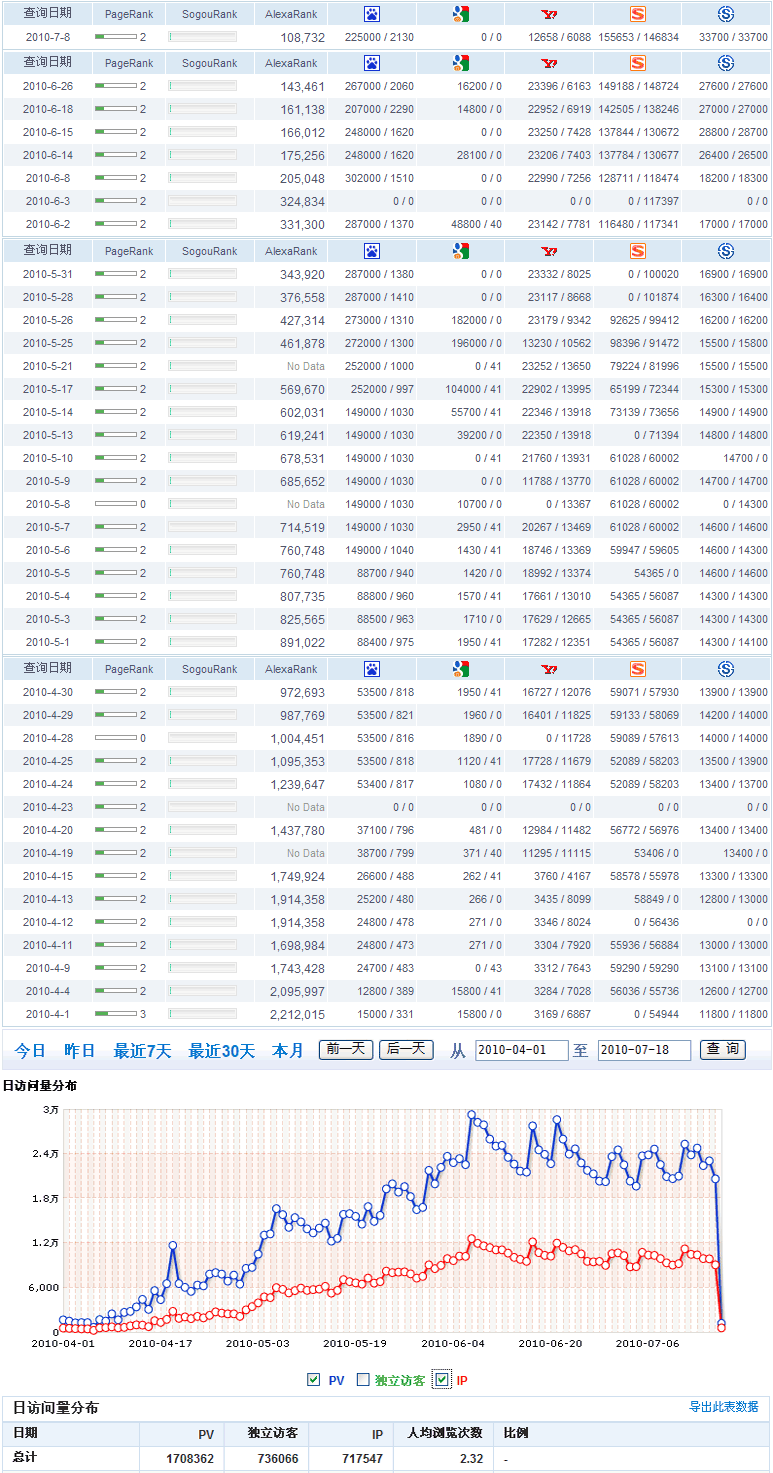 查询日期 PageRank SogouRank AlexaRank
2010-7-8 2 108,732 225000 / 2130 0 / 0 12658 / 6088 155653 / 146834 33700 / 33700
查询日期 PageRank SogouRank AlexaRank
2010-6-26 2 143,461 267000 / 2060 16200 / 0 23396 / 6163 149188 / 148724 27600 / 27600
2010-6-18 2 161,138 207000 / 2290 14800 / 0 22952 / 6919 142505 / 138246 27000 / 27000
2010-6-15 2 166,012 248000 / 1620 0 / 0 23250 / 7428 137844 / 130672 28800 / 28700
2010-6-14 2 175,256 248000 / 1620 28100 / 0 23206 / 7403 137784 / 130677 26400 / 26500
2010-6-8 2 205,048 302000 / 1510 0 / 0 22990 / 7256 128711 / 118474 18200 / 18300
2010-6-3 2 324,834 0 / 0 0 / 0 0 / 0 0 / 117397 0 / 0
2010-6-2 2 331,300 287000 / 1370 48800 / 40 23142 / 7781 116480 / 117341 17000 / 17000
查询日期 PageRank SogouRank AlexaRank
2010-5-31 2 343,920 287000 / 1380 0 / 0 23332 / 8025 0 / 100020 16900 / 16900
2010-5-28 2 376,558 287000 / 1410 0 / 0 23117 / 8668 0 / 101874 16300 / 16400
2010-5-26 2 427,314 273000 / 1310 182000 / 0 23179 / 9342 92625 / 99412 16200 / 16200
2010-5-25 2 461,878 272000 / 1300 196000 / 0 13230 / 10562 98396 / 91472 15500 / 15800
2010-5-21 2 No Data 252000 / 1000 0 / 41 23252 / 13650 79224 / 81996 15500 / 15500
2010-5-17 2 569,670 252000 / 997 104000 / 41 22902 / 13995 65199 / 72344 15300 / 15300
2010-5-14 2 602,031 149000 / 1030 55700 / 41 22346 / 13918 73139 / 73656 14900 / 14900
2010-5-13 2 619,241 149000 / 1030 39200 / 0 22350 / 13918 0 / 71394 14800 / 14800
2010-5-10 2 678,531 149000 / 1030 0 / 41 21760 / 13931 61028 / 60002 14700 / 0
2010-5-9 2 685,652 149000 / 1030 0 / 0 11788 / 13770 61028 / 60002 14700 / 14700
2010-5-8 0 No Data 149000 / 1030 10700 / 0 0 / 13367 61028 / 60002 0 / 14300
2010-5-7 2 714,519 149000 / 1030 2950 / 41 20267 / 13469 61028 / 60002 14600 / 14600
2010-5-6 2 760,748 149000 / 1040 1430 / 41 18746 / 13369 59947 / 59605 14600 / 14300
2010-5-5 2 760,748 88700 / 940 1420 / 0 18992 / 13374 54365 / 0 14600 / 14600
2010-5-4 2 807,735 88800 / 960 1570 / 41 17661 / 13010 54365 / 56087 14300 / 14300
2010-5-3 2 825,565 88500 / 963 1710 / 0 17629 / 12665 54365 / 56087 14300 / 14300
2010-5-1 2 891,022 88400 / 975 1950 / 41 17282 / 12351 54365 / 56087 14300 / 14100
查询日期 PageRank SogouRank AlexaRank
2010-4-30 2 972,693 53500 / 818 1950 / 41 16727 / 12076 59071 / 57930 13900 / 13900
2010-4-29 2 987,769 53500 / 821 1960 / 0 16401 / 11825 59133 / 58069 14200 / 14000
2010-4-28 0 1,004,451 53500 / 816 1890 / 0 0 / 11728 59089 / 57613 14000 / 14000
2010-4-25 2 1,095,353 53500 / 818 1120 / 41 17728 / 11679 52089 / 58203 13500 / 13900
2010-4-24 2 1,239,647 53400 / 817 1080 / 0 17432 / 11864 52089 / 58203 13400 / 13700
2010-4-23 2 No Data 0 / 0 0 / 0 0 / 0 0 / 0 0 / 0
2010-4-20 2 1,437,780 37100 / 796 481 / 0 12984 / 11482 56772 / 56976 13400 / 13400
2010-4-19 2 No Data 38700 / 799 371 / 40 11295 / 11115 53406 / 0 13400 / 0
2010-4-15 2 1,749,924 26600 / 488 262 / 41 3760 / 4167 58578 / 55978 13300 / 13300
2010-4-13 2 1,914,358 25200 / 480 266 / 0 3435 / 8099 58849 / 0 12800 / 13000
2010-4-12 2 1,914,358 24800 / 478 271 / 0 3346 / 8024 0 / 56436 0 / 0
2010-4-11 2 1,698,984 24800 / 473 271 / 0 3304 / 7920 55936 / 56884 13000 / 13000
2010-4-9 2 1,743,428 24700 / 483 0 / 43 3312 / 7643 59290 / 59290 13100 / 13100
2010-4-4 2 2,095,997 12800 / 389 15800 / 41 3284 / 7028 56036 / 55736 12600 / 12700
2010-4-1 3 2,212,015 15000 / 331 15800 / 0 3169 / 6867 0 / 54944 11800 / 11800
今日 昨日 最近7天 最近30天 本月 前一天 后一天 从 2010-04-01 至 2010-07-18 查 询
日访问量分布
3万
2.4万
1.8万
1.2万
6,000
0
2010-04-01 2010-04-17 2010-05-03 2010-05-19 2010-06-04 2010-06-20 2010-07-06
PV 独立访客 IP
日访问量分布 导出此表数据
日期 PV 独立访客 IP 人均浏览次数 比例
总计 1708362 736066 717547 2.32 -